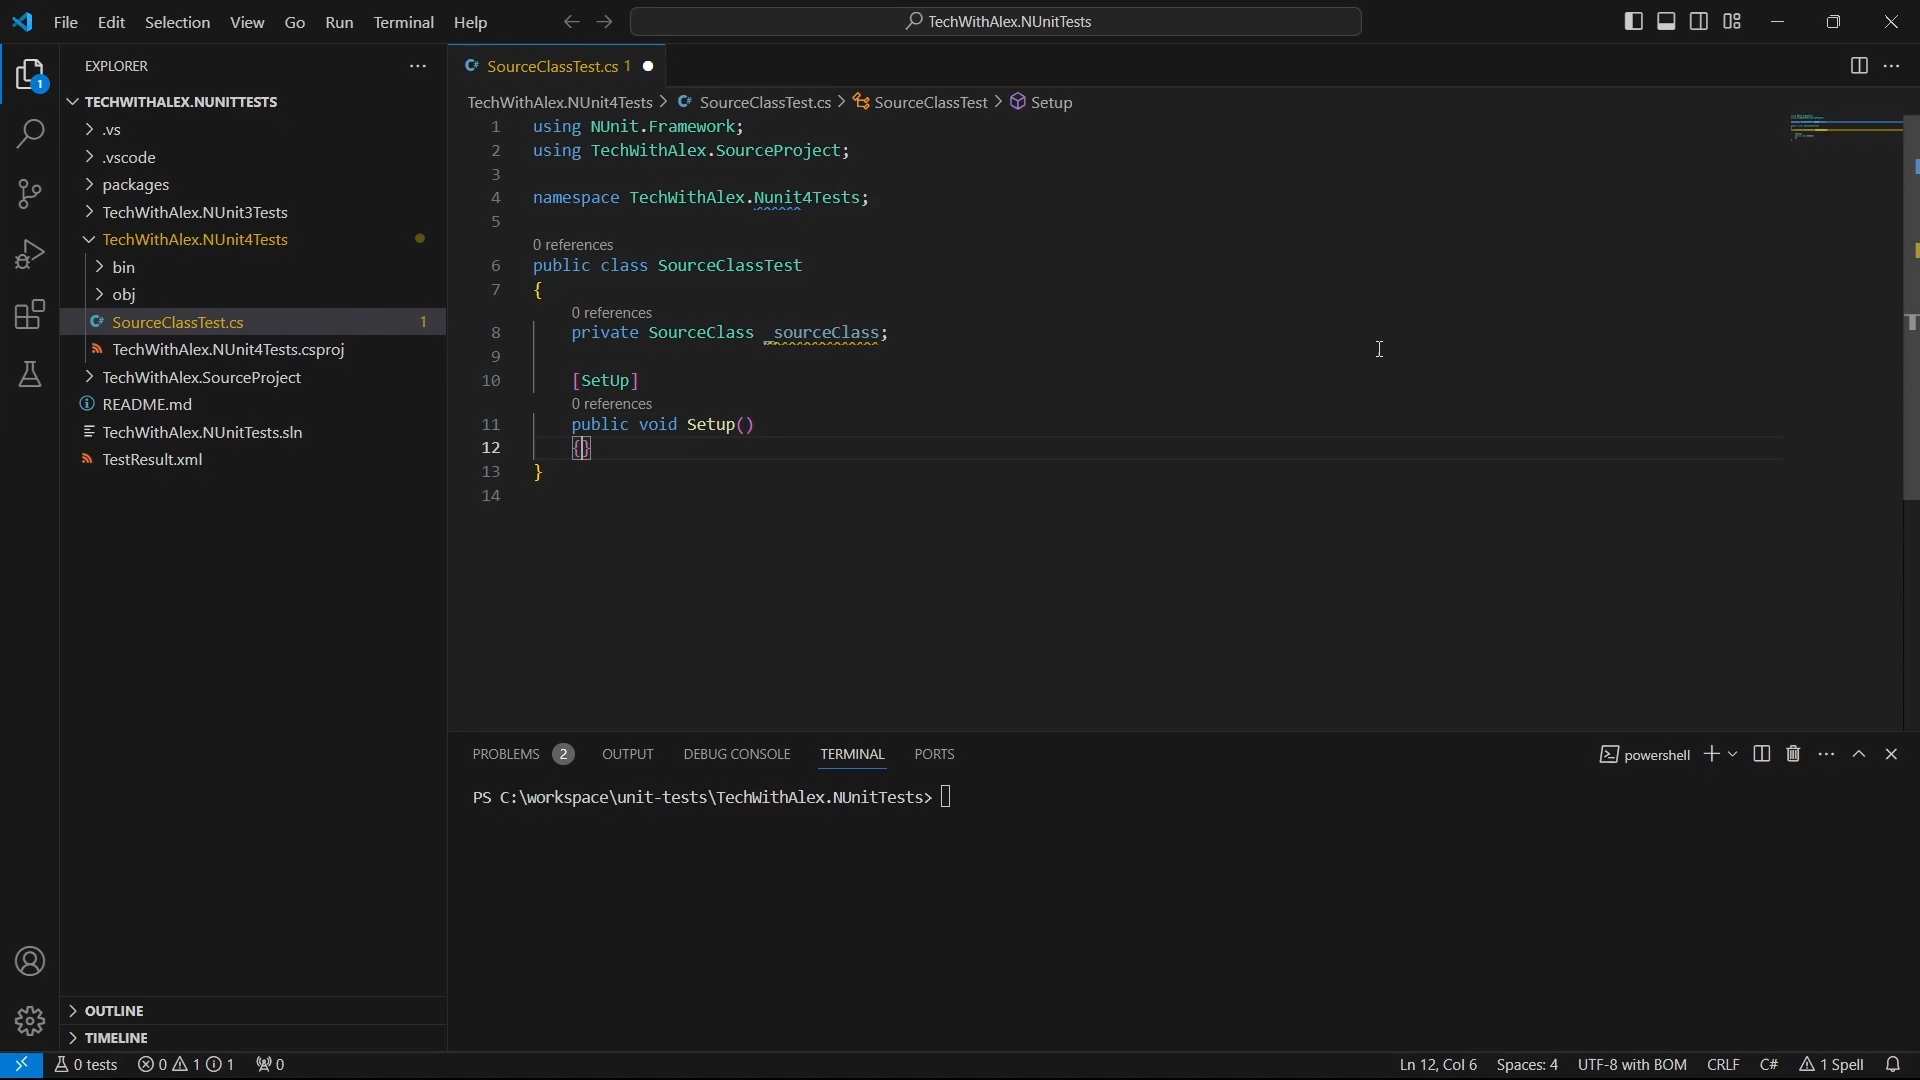 File Edit Selection View Go Run Terminal Help
TechWithAlex.NUnitTests
EXPLORER
TECHWITHALEX.NUNITTESTS
.vs
.vscode
packages
TechWithAlex.NUnit3Tests
TechWithAlex.NUnit4Tests
bin
obj
C# SourceClassTest.cs 1
TechWithAlex.NUnit4Tests.csproj
TechWithAlex.SourceProject
README.md
TechWithAlex.NUnitTests.sln
TestResult.xml
OUTLINE
TIMELINE
1
C# SourceClassTest.cs 1
TechWithAlex.NUnit4Tests > C# SourceClassTest.cs > SourceClassTest > Setup
1 using NUnit.Framework;
2 using TechWithAlex.SourceProject;
3
4 namespace TechWithAlex.Nunit4Tests;
5
0 references
6 public class SourceClassTest
7 {
0 references
8 private SourceClass _sourceClass;
9
10 [SetUp]
0 references
11 public void Setup()
12 {}
13 }
14
PROBLEMS 2 OUTPUT DEBUG CONSOLE TERMINAL PORTS
powershell
PS C:\workspace\unit-tests\TechWithAlex.NUnitTests>
0 tests 0 1 1 0
Ln 12, Col 6 Spaces: 4 UTF-8 with BOM CRLF C# 1 Spell